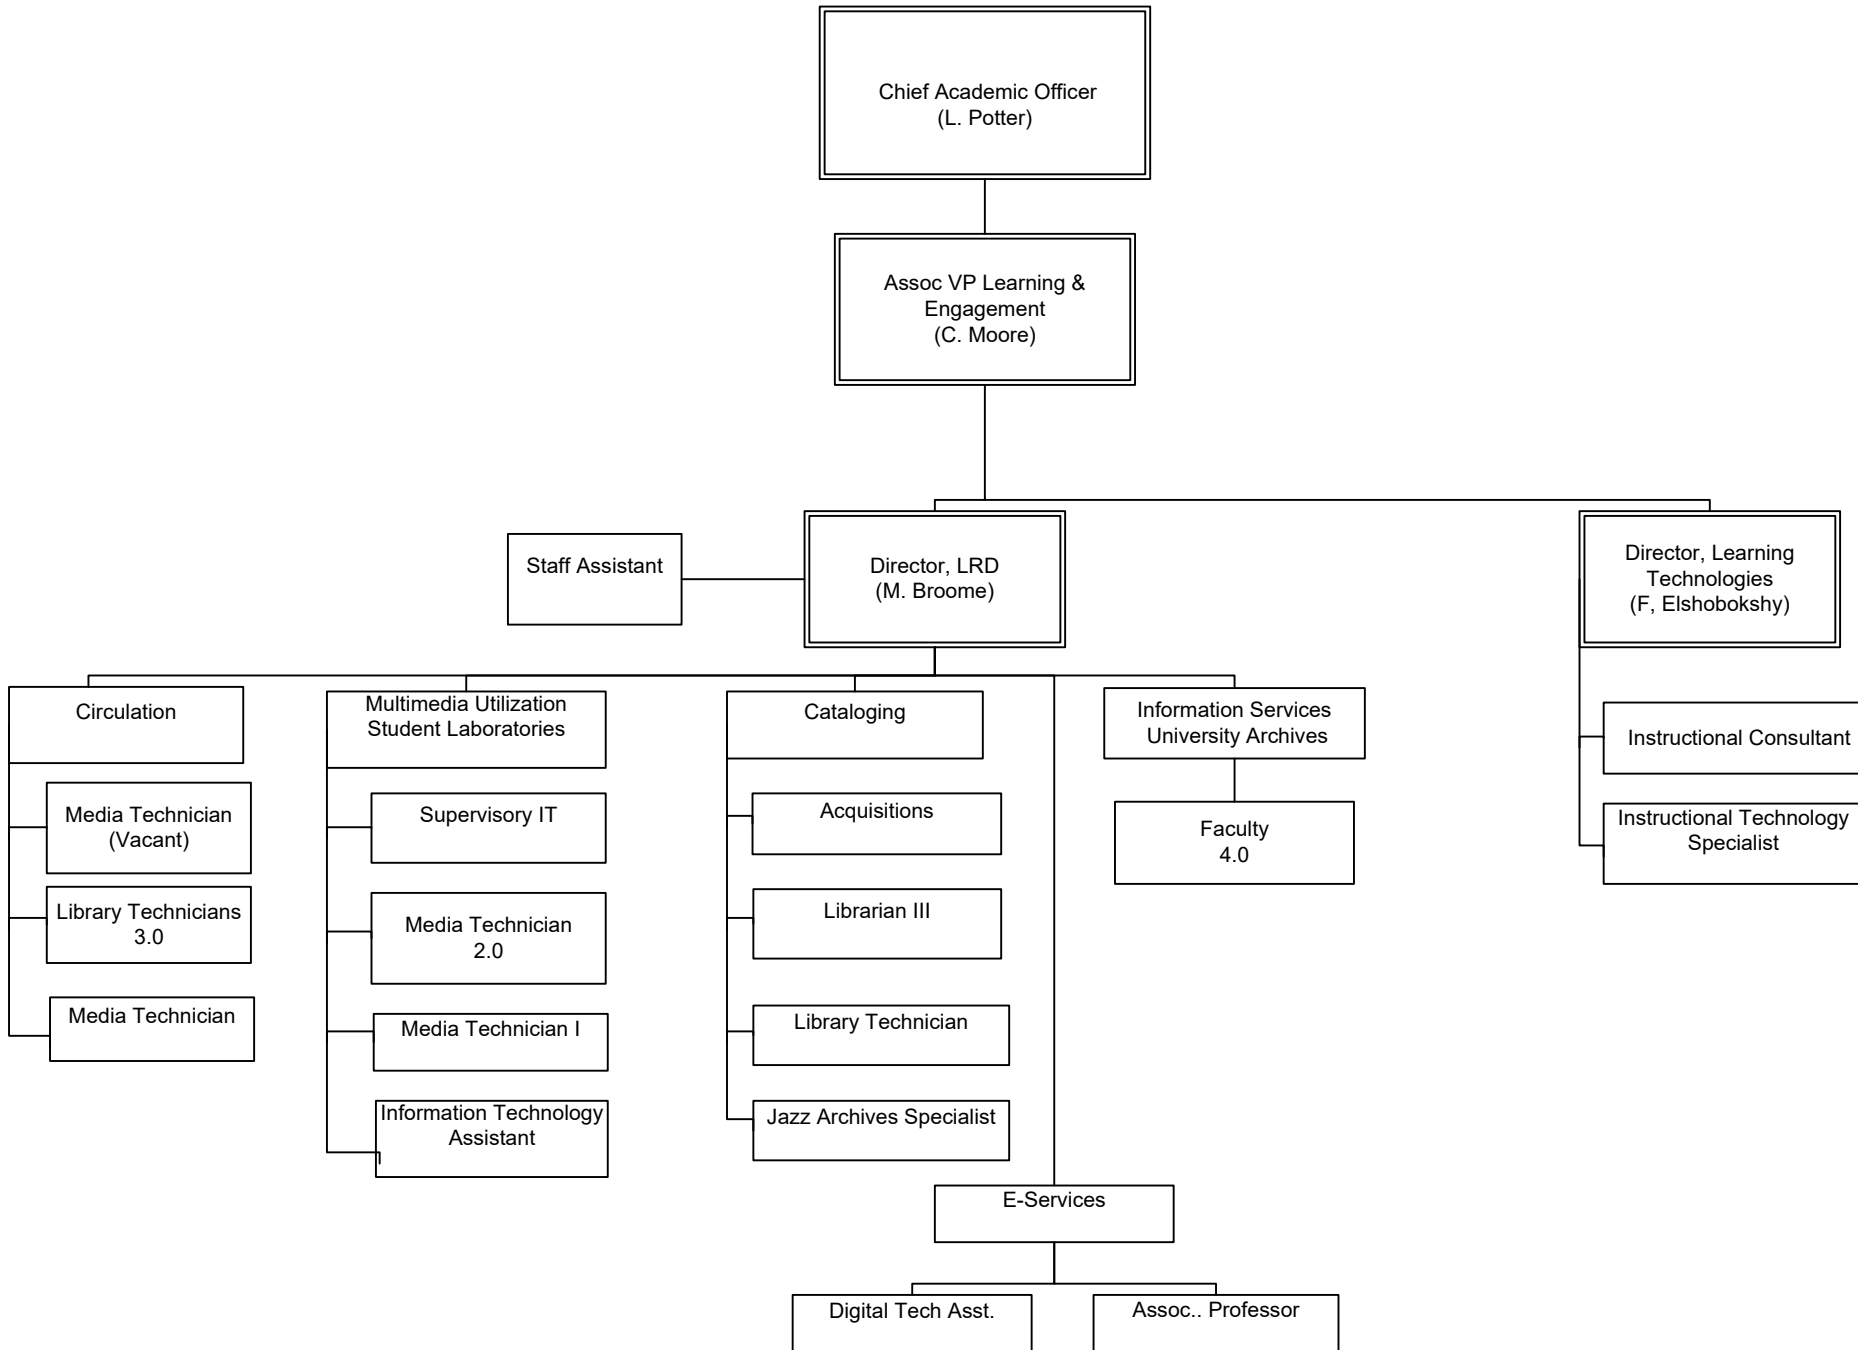 Chief Academic Officer
(L. Potter)
Assoc VP Learning &
Engagement
(C. Moore)
Staff Assistant
Director, LRD
(M. Broome)
Director, Learning
Technologies
(F, Elshobokshy)
Circulation
Media Technician
(Vacant)
Library Technicians
3.0
Media Technician
Multimedia Utilization
Student Laboratories
Supervisory IT
Media Technician
2.0
Media Technician I
Information Technology
Assistant
Cataloging
Acquisitions
Librarian III
Library Technician
Jazz Archives Specialist
Information Services
University Archives
Faculty
4.0
Instructional Consultant
Instructional Technology
Specialist
E-Services
Digital Tech Asst.
Assoc.. Professor